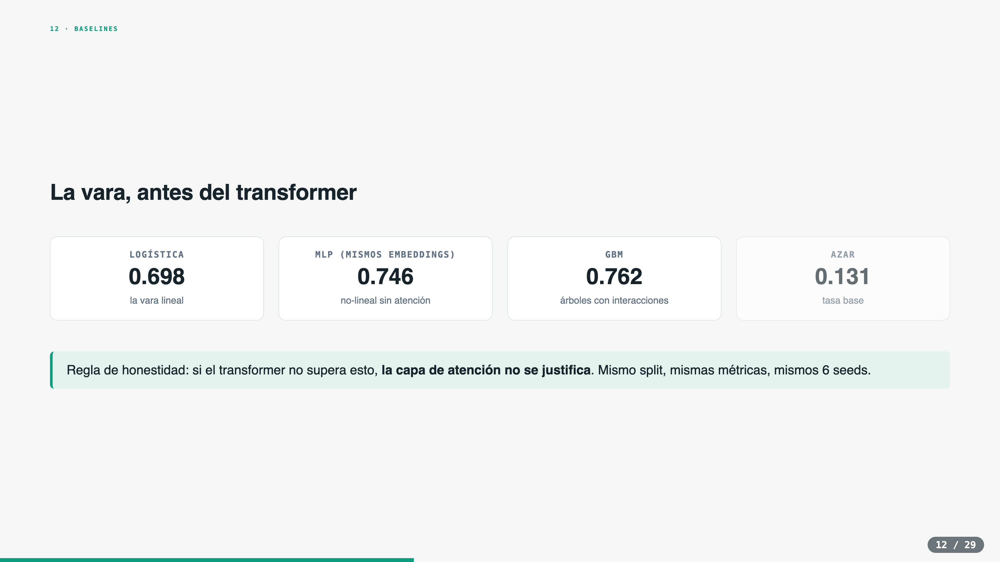 12 · BASELINES
La vara, antes del transformer
LOGÍSTICA
0.698
la vara lineal
MLP (MISMOS EMBEDDINGS)
0.746
no-lineal sin atención
GBM
0.762
árboles con interacciones
AZAR
0.131
tasa base
Regla de honestidad: si el transformer no supera esto, la capa de atención no se justifica. Mismo split, mismas métricas, mismos 6 seeds.
12 / 29